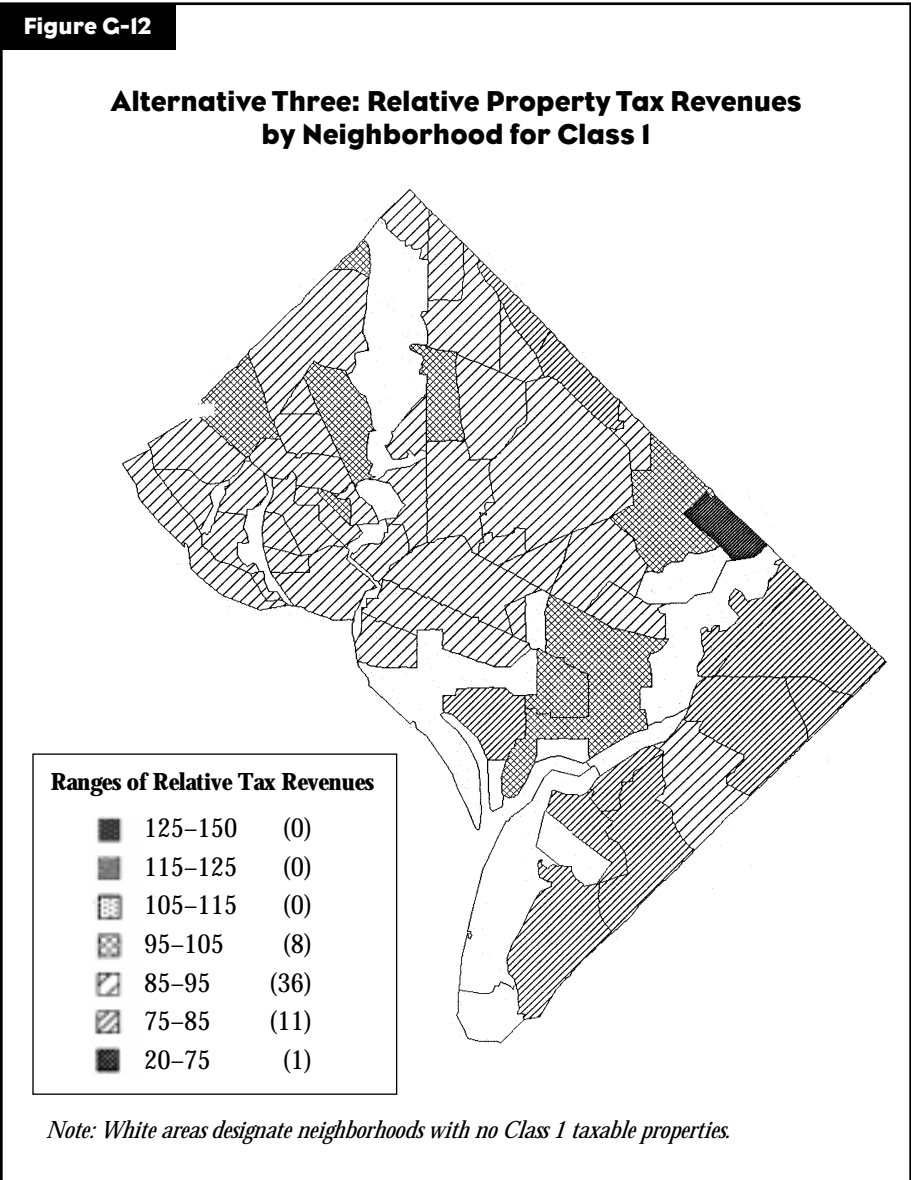 Figure G-12
Alternative Three: Relative Property Tax Revenues
by Neighborhood for Class 1
Ranges of Relative Tax Revenues
125–150 (0)
115–125 (0)
105–115 (0)
95–105 (8)
85–95 (36)
75–85 (11)
20–75 (1)
Note: White areas designate neighborhoods with no Class 1 taxable properties.